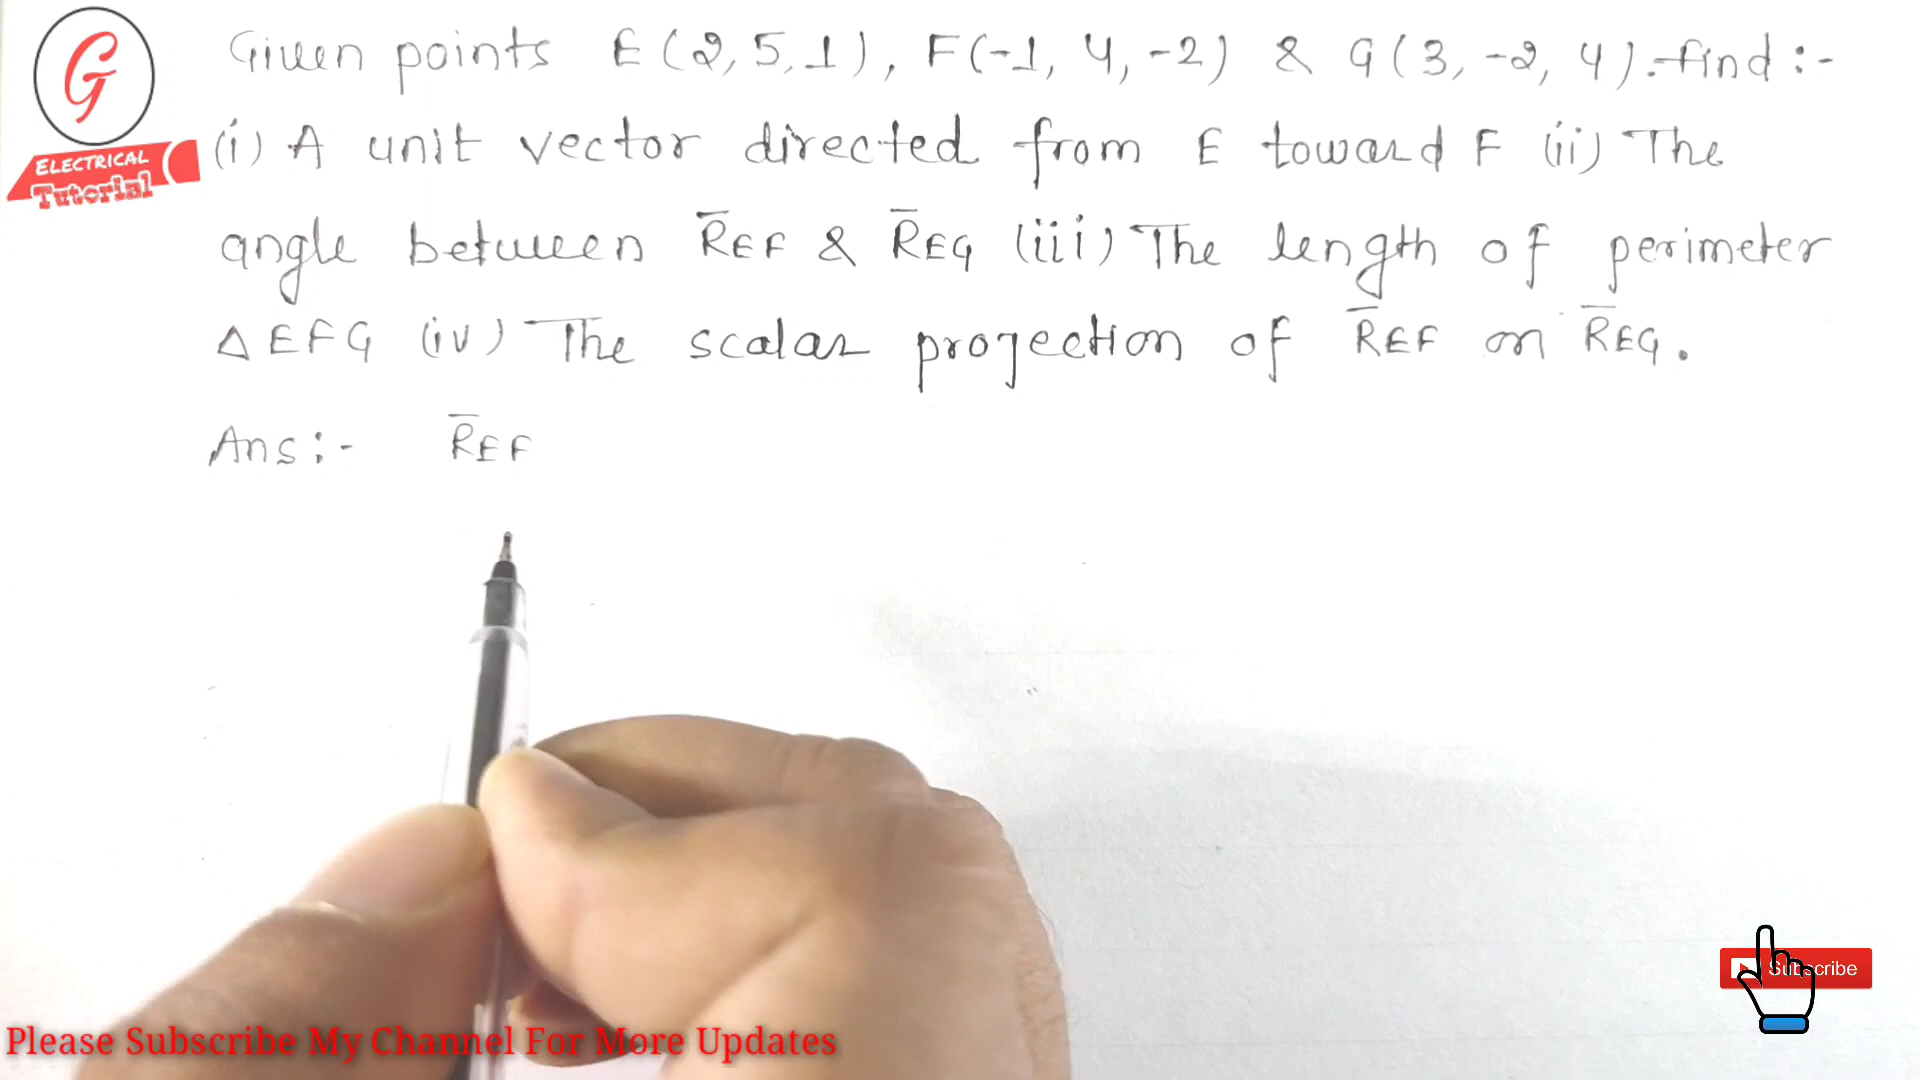 Given points E(2,5,1), F(-1, 4, -2) & G(3, -2, 4). find :-
(i) A unit vector directed from E toward F (ii) The
angle between R̅EF & R̅EG (iii) The length of perimeter
△EFG (iv) The scalar projection of R̅EF on R̅EG.
Ans :- R̅EF
G
ELECTRICAL
Tutorial
Subscribe
Please Subscribe My Channel For More Updates